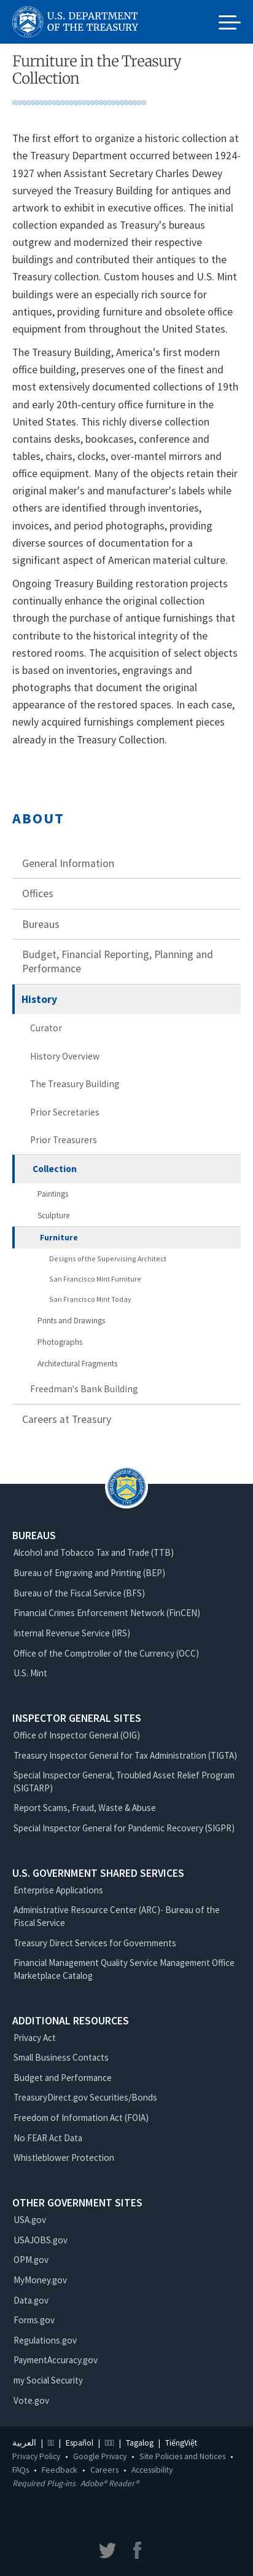 U.S. DEPARTMENT
OF THE TREASURY
Furniture in the Treasury
Collection
The first effort to organize a historic collection at
the Treasury Department occurred between 1924-
1927 when Assistant Secretary Charles Dewey
surveyed the Treasury Building for antiques and
artwork to exhibit in executive offices. The initial
collection expanded as Treasury's bureaus
outgrew and modernized their respective
buildings and contributed their antiques to the
Treasury collection. Custom houses and U.S. Mint
buildings were an especially rich source for
antiques, providing furniture and obsolete office
equipment from throughout the United States.
The Treasury Building, America's first modern
office building, preserves one of the finest and
most extensively documented collections of 19th
and early 20th-century office furniture in the
United States. This richly diverse collection
contains desks, bookcases, conference and
tables, chairs, clocks, over-mantel mirrors and
office equipment. Many of the objects retain their
original maker's and manufacturer's labels while
others are identified through inventories,
invoices, and period photographs, providing
diverse sources of documentation for a
significant aspect of American material culture.
Ongoing Treasury Building restoration projects
continually enhance the original collection
through the purchase of antique furnishings that
contribute to the historical integrity of the
restored rooms. The acquisition of select objects
is based on inventories, engravings and
photographs that document the original
appearance of the restored spaces. In each case,
newly acquired furnishings complement pieces
already in the Treasury Collection.
ABOUT
General Information
Offices
Bureaus
Budget, Financial Reporting, Planning and
Performance
History
Curator
History Overview
The Treasury Building
Prior Secretaries
Prior Treasurers
Collection
Paintings
Sculpture
Furniture
Designs of the Supervising Architect
San Francisco Mint Furniture
San Francisco Mint Today
Prints and Drawings
Photographs
Architectural Fragments
Freedman's Bank Building
Careers at Treasury
BUREAUS
Alcohol and Tobacco Tax and Trade (TTB)
Bureau of Engraving and Printing (BEP)
Bureau of the Fiscal Service (BFS)
Financial Crimes Enforcement Network (FinCEN)
Internal Revenue Service (IRS)
Office of the Comptroller of the Currency (OCC)
U.S. Mint
INSPECTOR GENERAL SITES
Office of Inspector General (OIG)
Treasury Inspector General for Tax Administration (TIGTA)
Special Inspector General, Troubled Asset Relief Program
(SIGTARP)
Report Scams, Fraud, Waste & Abuse
Special Inspector General for Pandemic Recovery (SIGPR)
U.S. GOVERNMENT SHARED SERVICES
Enterprise Applications
Administrative Resource Center (ARC)- Bureau of the
Fiscal Service
Treasury Direct Services for Governments
Financial Management Quality Service Management Office
Marketplace Catalog
ADDITIONAL RESOURCES
Privacy Act
Small Business Contacts
Budget and Performance
TreasuryDirect.gov Securities/Bonds
Freedom of Information Act (FOIA)
No FEAR Act Data
Whistleblower Protection
OTHER GOVERNMENT SITES
USA.gov
USAJOBS.gov
OPM.gov
MyMoney.gov
Data.gov
Forms.gov
Regulations.gov
PaymentAccuracy.gov
my Social Security
Vote.gov
العربية | | Español | | Tagalog | TiếngViệt
Privacy Policy • Google Privacy • Site Policies and Notices •
FAQs • Feedback • Careers • Accessibility
Required Plug-ins Adobe® Reader®